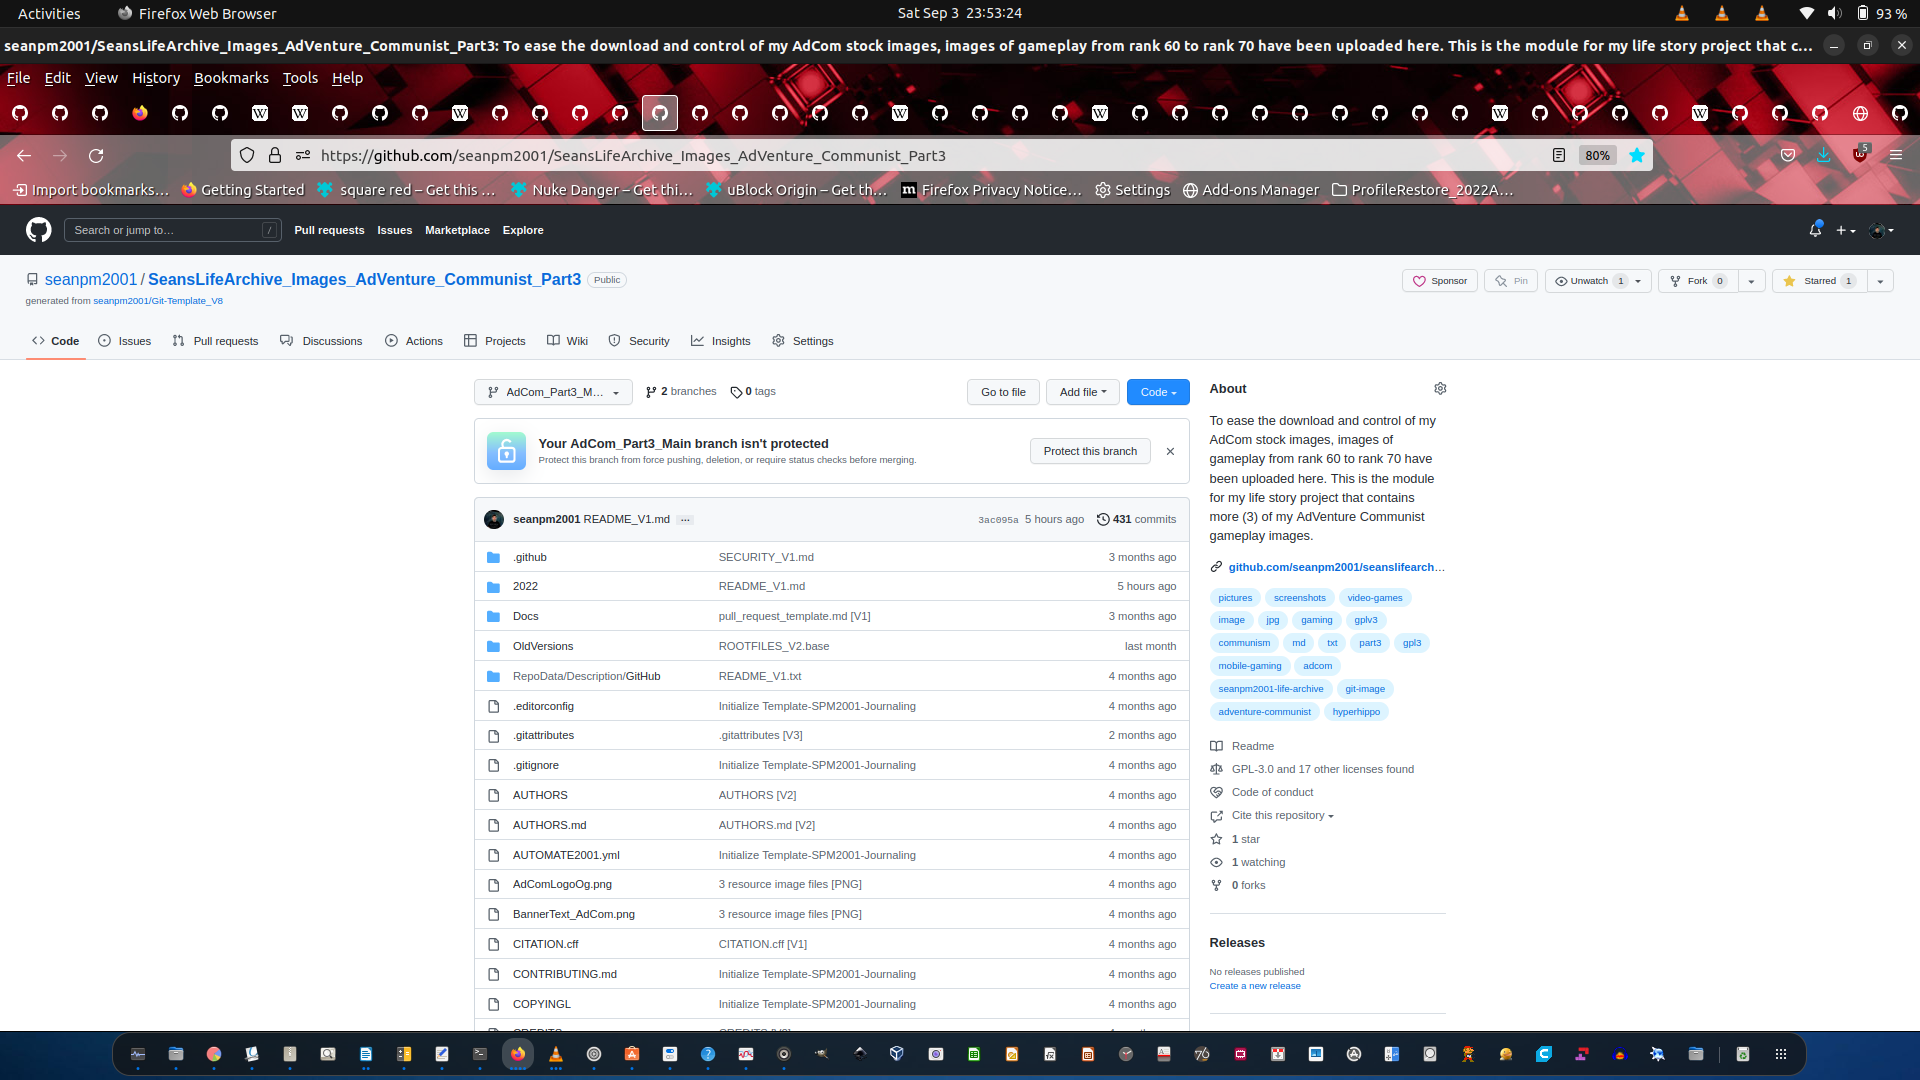 Activities Firefox Web Browser Sat Sep 3 23:53:24 93 %
seanpm2001/SeansLifeArchive_Images_AdVenture_Communist_Part3: To ease the download and control of my AdCom stock images, images of gameplay from rank 60 to rank 70 have been uploaded here. This is the module for my life story project that c...
File Edit View History Bookmarks Tools Help
https://github.com/seanpm2001/SeansLifeArchive_Images_AdVenture_Communist_Part3 80% 5
Import bookmarks... Getting Started square red – Get this ... Nuke Danger – Get thi... uBlock Origin – Get th... Firefox Privacy Notice... Settings Add-ons Manager ProfileRestore_2022A...
Search or jump to... / Pull requests Issues Marketplace Explore
seanpm2001 / SeansLifeArchive_Images_AdVenture_Communist_Part3 Public Sponsor Pin Unwatch 1 Fork 0 Starred 1
generated from seanpm2001/Git-Template_V8
Code Issues Pull requests Discussions Actions Projects Wiki Security Insights Settings
AdCom_Part3_M... 2 branches 0 tags Go to file Add file Code
Your AdCom_Part3_Main branch isn't protected
Protect this branch from force pushing, deletion, or require status checks before merging.
Protect this branch
seanpm2001 README_V1.md ... 3ac095a 5 hours ago 431 commits
.github SECURITY_V1.md 3 months ago
2022 README_V1.md 5 hours ago
Docs pull_request_template.md [V1] 3 months ago
OldVersions ROOTFILES_V2.base last month
RepoData/Description/GitHub README_V1.txt 4 months ago
.editorconfig Initialize Template-SPM2001-Journaling 4 months ago
.gitattributes .gitattributes [V3] 2 months ago
.gitignore Initialize Template-SPM2001-Journaling 4 months ago
AUTHORS AUTHORS [V2] 4 months ago
AUTHORS.md AUTHORS.md [V2] 4 months ago
AUTOMATE2001.yml Initialize Template-SPM2001-Journaling 4 months ago
AdComLogoOg.png 3 resource image files [PNG] 4 months ago
BannerText_AdCom.png 3 resource image files [PNG] 4 months ago
CITATION.cff CITATION.cff [V1] 4 months ago
CONTRIBUTING.md Initialize Template-SPM2001-Journaling 4 months ago
COPYINGL Initialize Template-SPM2001-Journaling 4 months ago
About
To ease the download and control of my
AdCom stock images, images of
gameplay from rank 60 to rank 70 have
been uploaded here. This is the module
for my life story project that contains
more (3) of my AdVenture Communist
gameplay images.
github.com/seanpm2001/seanslifearch...
pictures screenshots video-games
image jpg gaming gplv3
communism md txt part3 gpl3
mobile-gaming adcom
seanpm2001-life-archive git-image
adventure-communist hyperhippo
Readme
GPL-3.0 and 17 other licenses found
Code of conduct
Cite this repository
1 star
1 watching
0 forks
Releases
No releases published
Create a new release